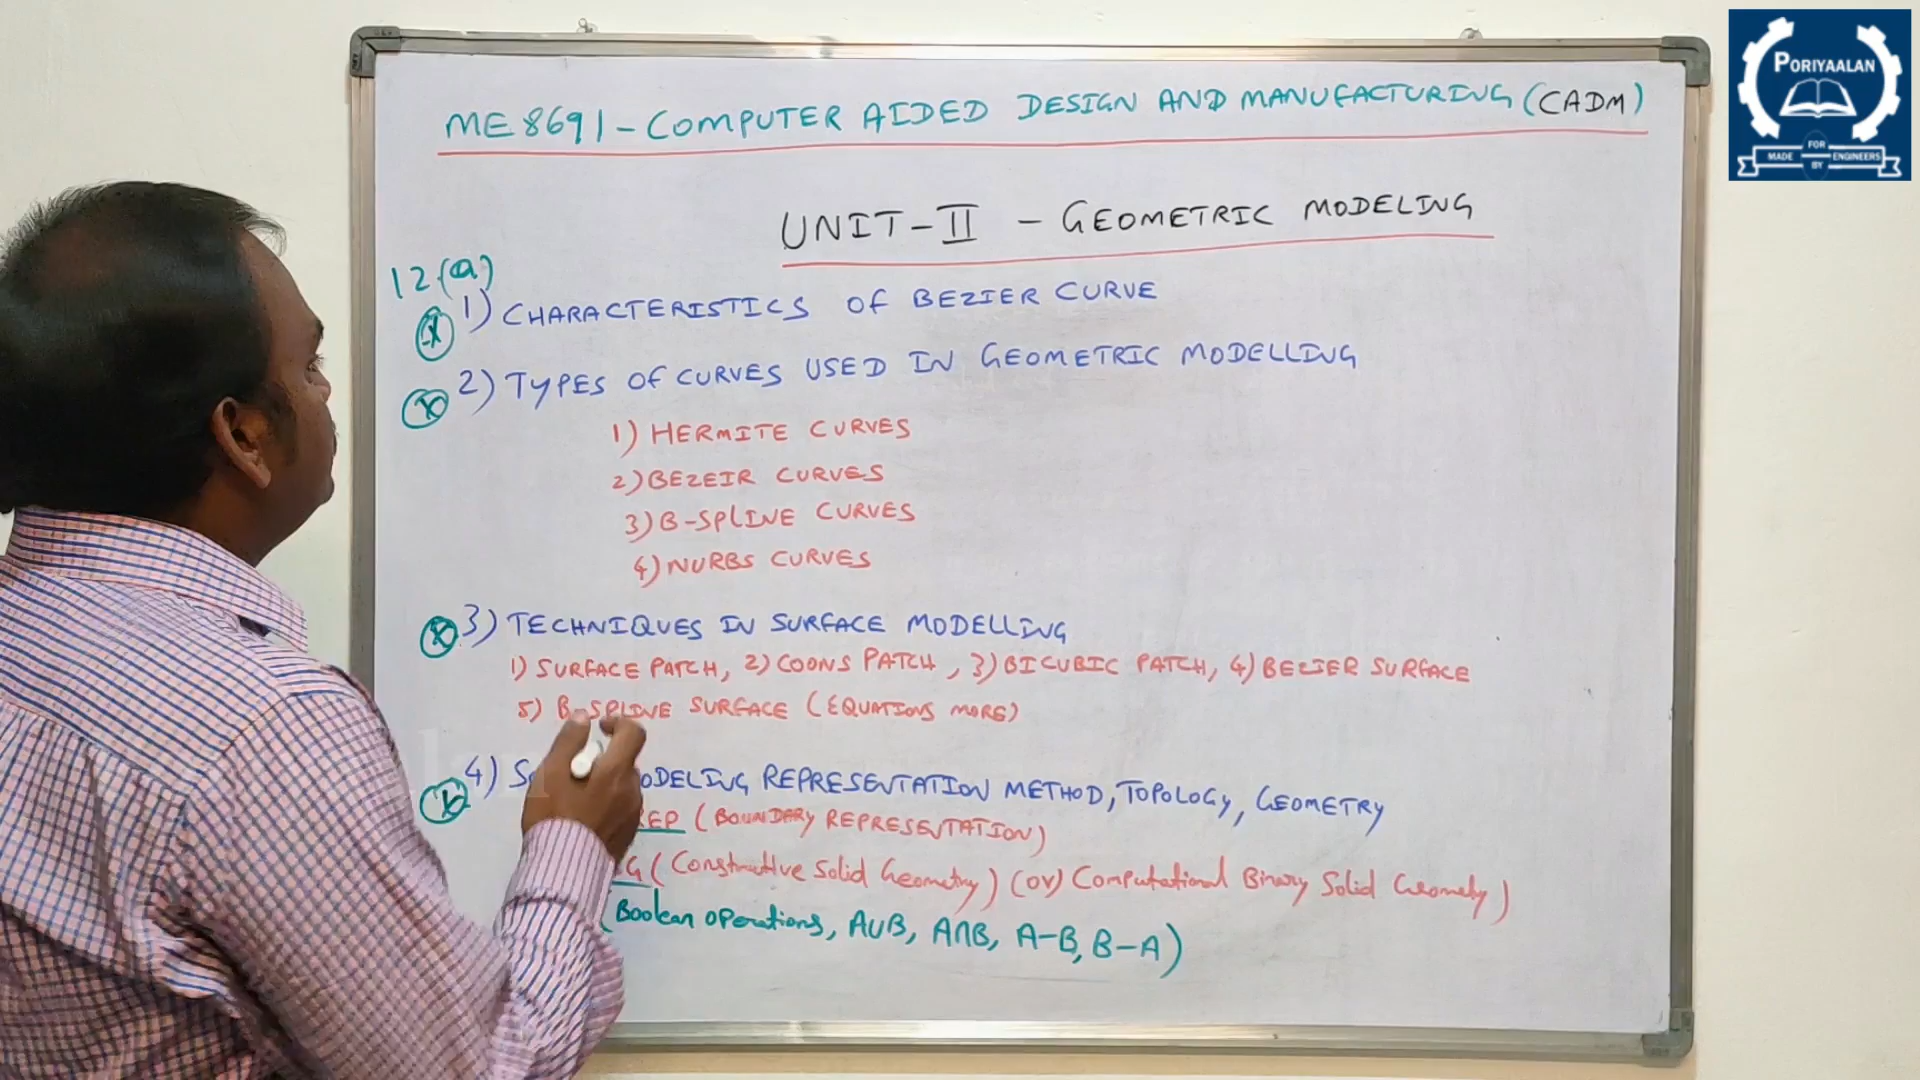 PORIYAALAN
FOR
MADE ENGINEERS
BY
ME8691-COMPUTER AIDED DESIGN AND MANUFACTURING (CADM)
UNIT-II - GEOMETRIC MODELING
12.(a)
1) CHARACTERISTICS OF BEZIER CURVE
2) TYPES OF CURVES USED IN GEOMETRIC MODELLING
1) HERMITE CURVES
2) BEZEIR CURVES
3) B-SPLINE CURVES
4) NURBS CURVES
3) TECHNIQUES IN SURFACE MODELLING
1) SURFACE PATCH, 2) COONS PATCH, 3) BICUBIC PATCH, 4) BEZIER SURFACE
5) B-SPLINE SURFACE (EQUATIONS MORE)
4) S ODELING REPRESENTATION METHOD, TOPOLOGY, GEOMETRY
REP (BOUNDARY REPRESENTATION)
G (Constructive Solid Geometry) (or) Computational Binary Solid Geomety)
(Boolean operations, A∪B, A∩B, A-B, B-A)